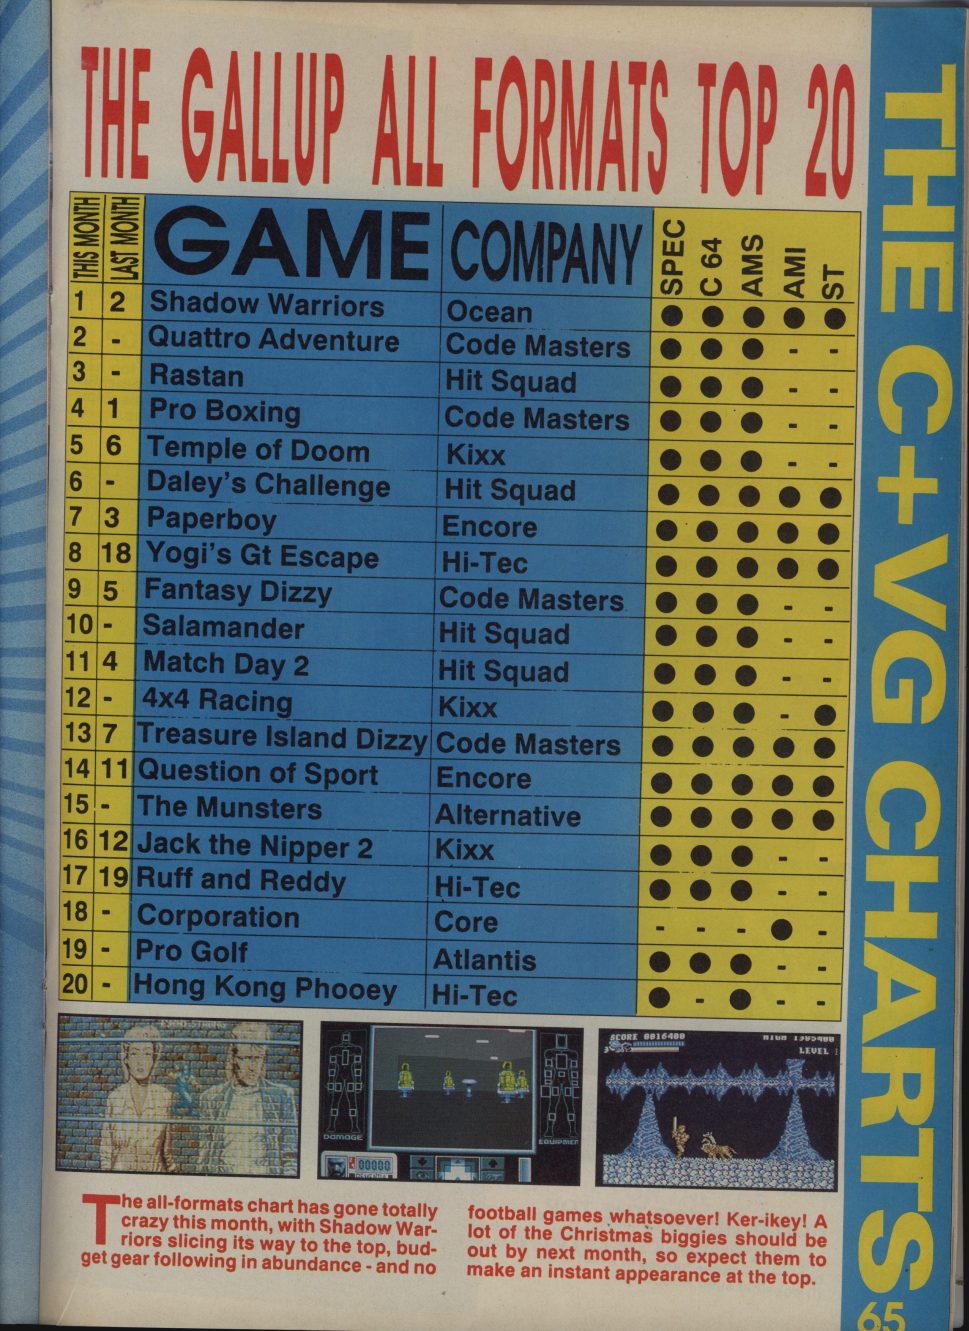 THE GALLUP ALL FORMATS TOP 20
THIS MONTH LAST MONTH GAME COMPANY SPEC C 64 AMS AMI ST
1 2 Shadow Warriors Ocean ● ● ● ● ●
2 - Quattro Adventure Code Masters ● ● ● - -
3 - Rastan Hit Squad ● ● ● - -
4 1 Pro Boxing Code Masters ● ● ● - -
5 6 Temple of Doom Kixx ● ● ● - -
6 - Daley's Challenge Hit Squad ● ● ● ● ●
7 3 Paperboy Encore ● ● ● ● ●
8 18 Yogi's Gt Escape Hi-Tec ● ● ● ● ●
9 5 Fantasy Dizzy Code Masters ● ● ● - -
10 - Salamander Hit Squad ● ● ● - -
11 4 Match Day 2 Hit Squad ● ● ● - -
12 - 4x4 Racing Kixx ● ● ● - ●
13 7 Treasure Island Dizzy Code Masters ● ● ● ● ●
14 11 Question of Sport Encore ● ● ● ● ●
15 - The Munsters Alternative ● ● ● ● ●
16 12 Jack the Nipper 2 Kixx ● ● ● - -
17 19 Ruff and Reddy Hi-Tec ● ● ● - -
18 - Corporation Core - - - ● -
19 - Pro Golf Atlantis ● ● ● - -
20 - Hong Kong Phooey Hi-Tec ● - ● - -
DAMAGE
00000
EQUIPMEN
SCORE 0016400
HIGH 1985400
3
LEVEL
The all-formats chart has gone totally
crazy this month, with Shadow War-
riors slicing its way to the top, bud-
get gear following in abundance - and no
football games whatsoever! Ker-ikey! A
lot of the Christmas biggies should be
out by next month, so expect them to
make an instant appearance at the top.
THE C+VG CHARTS
65